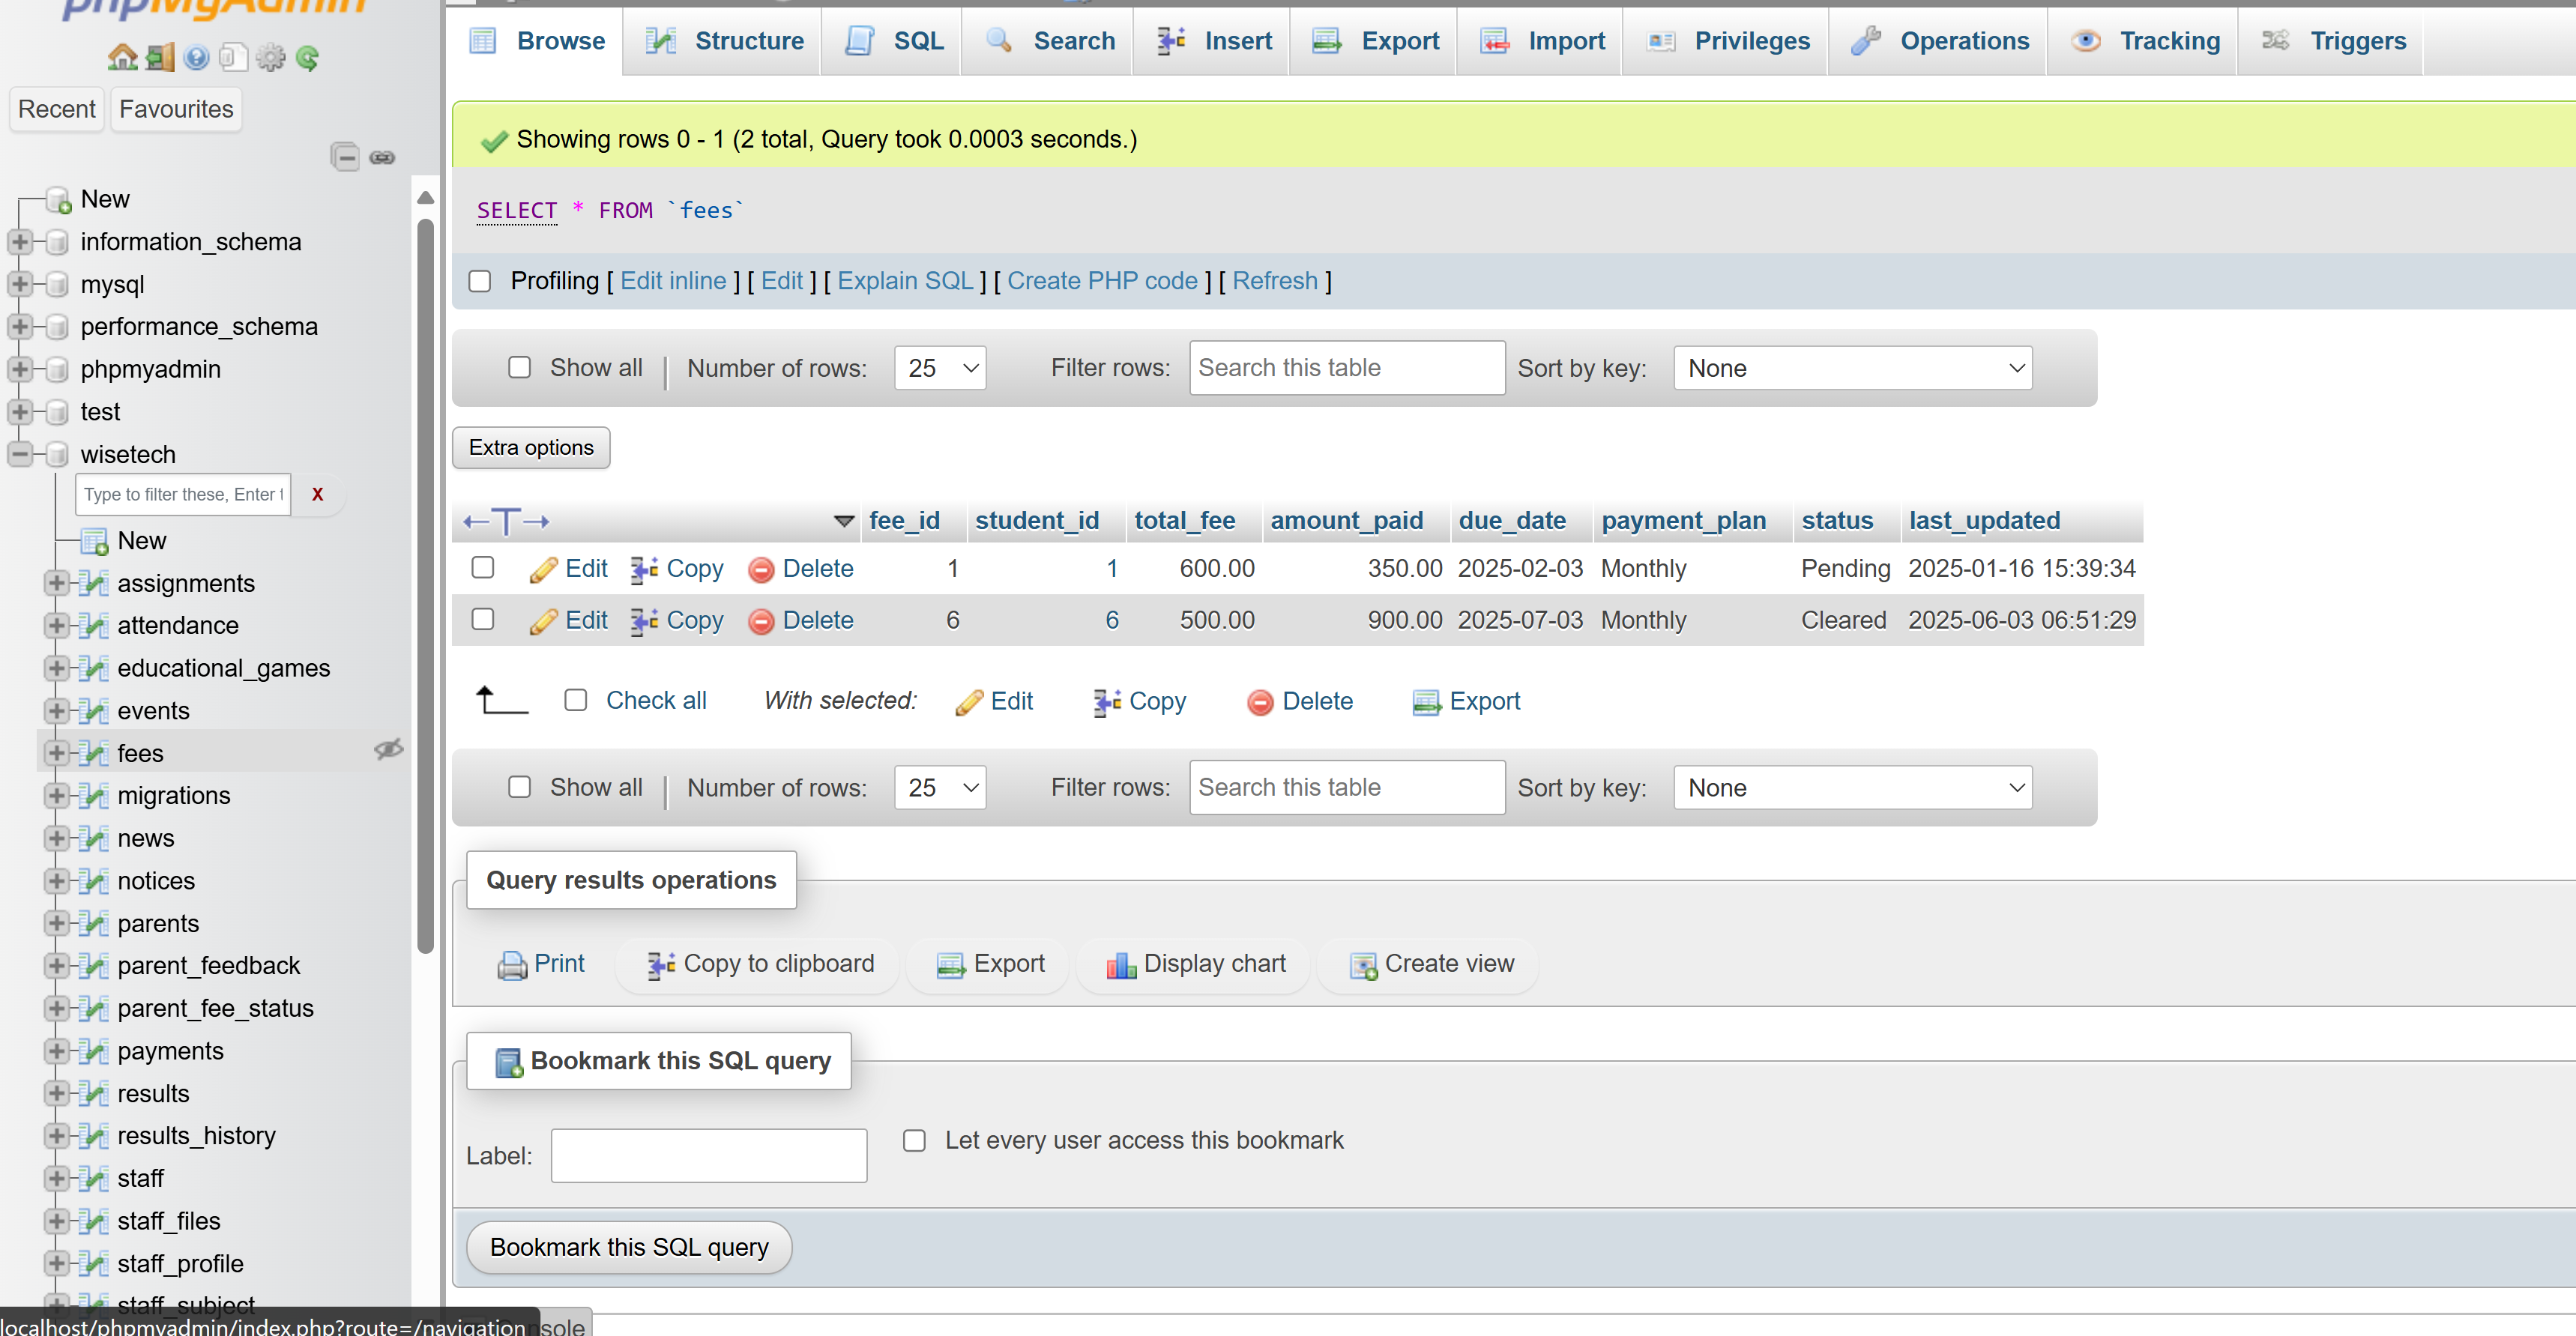 phpMyAdmin
Recent Favourites
New
information_schema
mysql
performance_schema
phpmyadmin
test
wisetech
Type to filter these, Enter t X
New
assignments
attendance
educational_games
events
fees
migrations
news
notices
parents
parent_feedback
parent_fee_status
payments
results
results_history
staff
staff_files
staff_profile
staff_subject
localhost/phpmyadmin/index.php?route=/navigation
Browse Structure SQL Search Insert Export Import Privileges Operations Tracking Triggers
Showing rows 0 - 1 (2 total, Query took 0.0003 seconds.)
SELECT * FROM `fees`
Profiling [ Edit inline ] [ Edit ] [ Explain SQL ] [ Create PHP code ] [ Refresh ]
Show all | Number of rows: 25 Filter rows: Search this table Sort by key: None
Extra options
←T→ fee_id student_id total_fee amount_paid due_date payment_plan status last_updated
Edit Copy Delete 1 1 600.00 350.00 2025-02-03 Monthly Pending 2025-01-16 15:39:34
Edit Copy Delete 6 6 500.00 900.00 2025-07-03 Monthly Cleared 2025-06-03 06:51:29
Check all With selected: Edit Copy Delete Export
Show all | Number of rows: 25 Filter rows: Search this table Sort by key: None
Query results operations
Print Copy to clipboard Export Display chart Create view
Bookmark this SQL query
Label: Let every user access this bookmark
Bookmark this SQL query